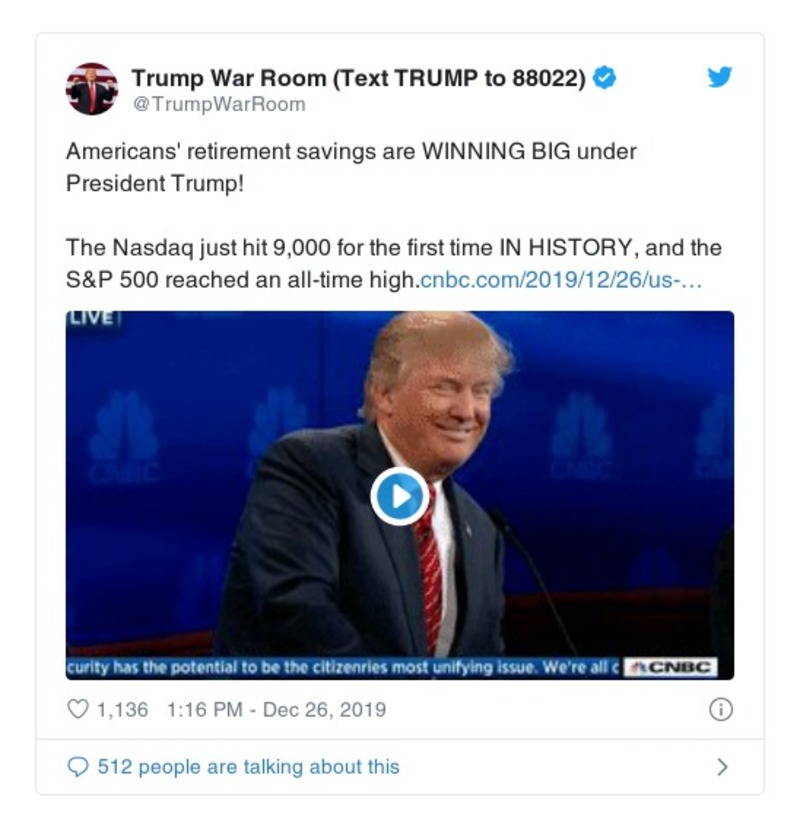 Trump War Room (Text TRUMP to 88022)
@TrumpWarRoom
Americans' retirement savings are WINNING BIG under
President Trump!
The Nasdaq just hit 9,000 for the first time IN HISTORY, and the
S&P 500 reached an all-time high.cnbc.com/2019/12/26/us-…
LIVE
CNBC CNBC CNBC
curity has the potential to be the citizenries most unifying issue. We're all c CNBC
1,136 1:16 PM - Dec 26, 2019
512 people are talking about this